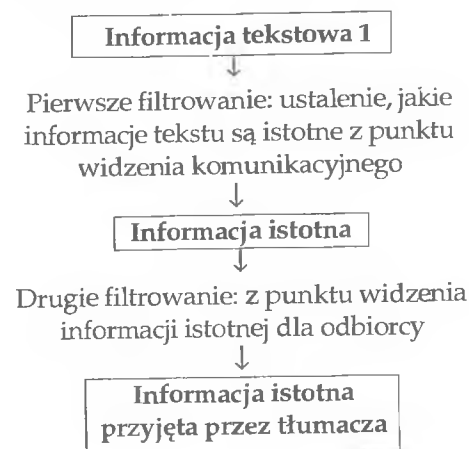 Informacja tekstowa 1
↓
Pierwsze filtrowanie: ustalenie, jakie
informacje tekstu są istotne z punktu
widzenia komunikacyjnego
↓
Informacja istotna
↓
Drugie filtrowanie: z punktu widzenia
informacji istotnej dla odbiorcy
↓
Informacja istotna
przyjęta przez tłumacza